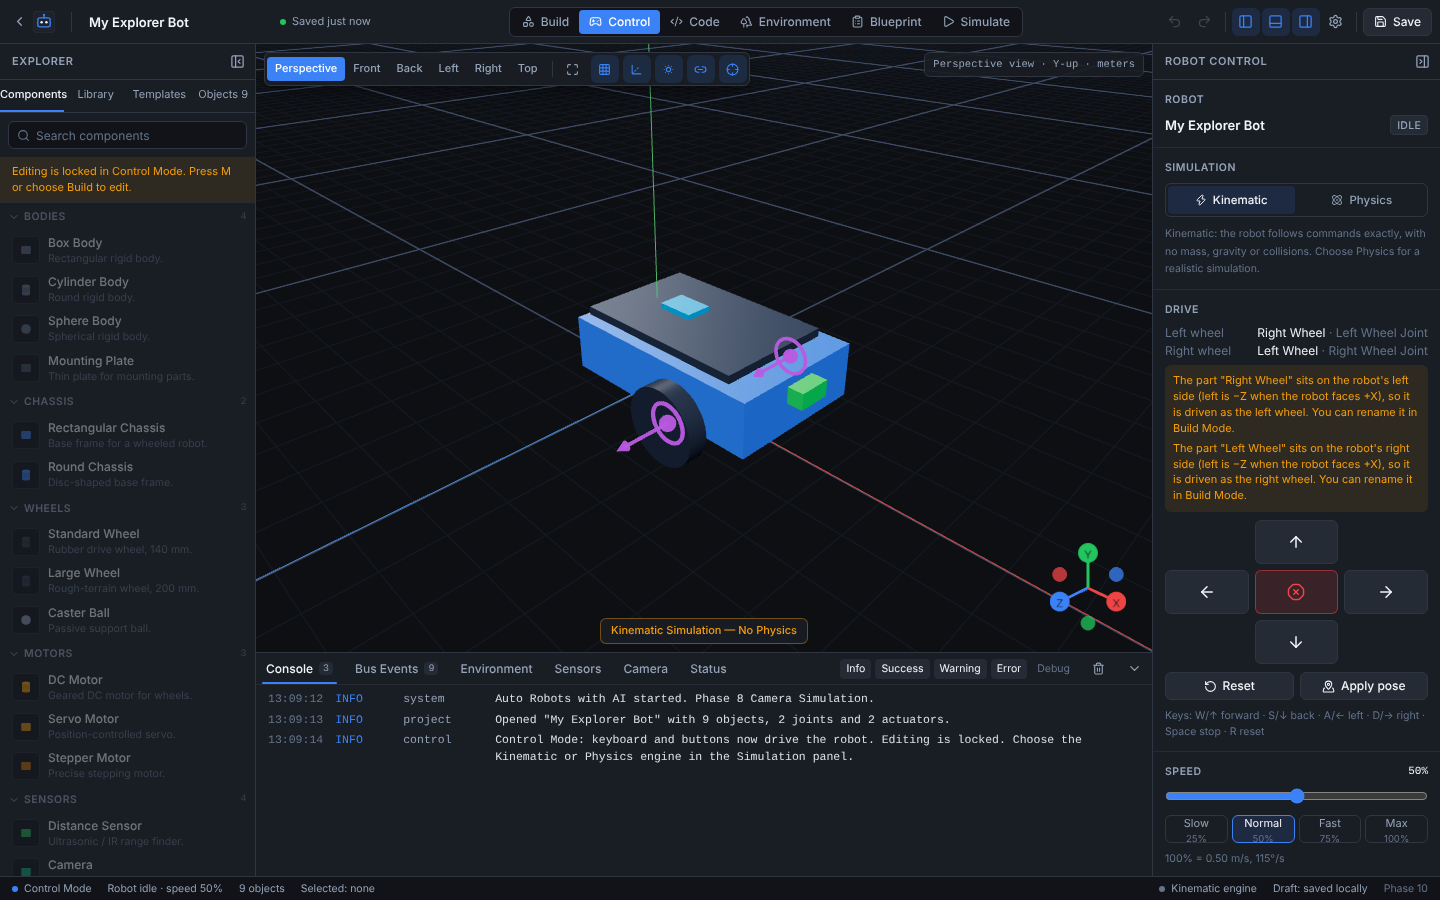 My Explorer Bot
Saved just now
Build
Control
Code
Environment
Blueprint
Simulate
Save
EXPLORER
Components
Library
Templates
Objects 9
Search components
Editing is locked in Control Mode. Press M
or choose Build to edit.
BODIES 4
Box Body
Rectangular rigid body.
Cylinder Body
Round rigid body.
Sphere Body
Spherical rigid body.
Mounting Plate
Thin plate for mounting parts.
CHASSIS 2
Rectangular Chassis
Base frame for a wheeled robot.
Round Chassis
Disc-shaped base frame.
WHEELS 3
Standard Wheel
Rubber drive wheel, 140 mm.
Large Wheel
Rough-terrain wheel, 200 mm.
Caster Ball
Passive support ball.
MOTORS 3
DC Motor
Geared DC motor for wheels.
Servo Motor
Position-controlled servo.
Stepper Motor
Precise stepping motor.
SENSORS 4
Distance Sensor
Ultrasonic / IR range finder.
Camera
Perspective
Front
Back
Left
Right
Top
Perspective view · Y-up · meters
Y
Z
X
Kinematic Simulation — No Physics
Console 3
Bus Events 9
Environment
Sensors
Camera
Status
Info
Success
Warning
Error
Debug
13:09:12 INFO system Auto Robots with AI started. Phase 8 Camera Simulation.
13:09:13 INFO project Opened "My Explorer Bot" with 9 objects, 2 joints and 2 actuators.
13:09:14 INFO control Control Mode: keyboard and buttons now drive the robot. Editing is locked. Choose the
Kinematic or Physics engine in the Simulation panel.
ROBOT CONTROL
ROBOT
My Explorer Bot
IDLE
SIMULATION
Kinematic
Physics
Kinematic: the robot follows commands exactly, with
no mass, gravity or collisions. Choose Physics for a
realistic simulation.
DRIVE
Left wheel Right Wheel · Left Wheel Joint
Right wheel Left Wheel · Right Wheel Joint
The part "Right Wheel" sits on the robot's left
side (left is −Z when the robot faces +X), so it
is driven as the left wheel. You can rename it in
Build Mode.
The part "Left Wheel" sits on the robot's right
side (left is −Z when the robot faces +X), so it
is driven as the right wheel. You can rename it
in Build Mode.
Reset
Apply pose
Keys: W/↑ forward · S/↓ back · A/← left · D/→ right ·
Space stop · R reset
SPEED 50%
Slow
25%
Normal
50%
Fast
75%
Max
100%
100% = 0.50 m/s, 115°/s
Control Mode
Robot idle · speed 50%
9 objects
Selected: none
Kinematic engine
Draft: saved locally
Phase 10